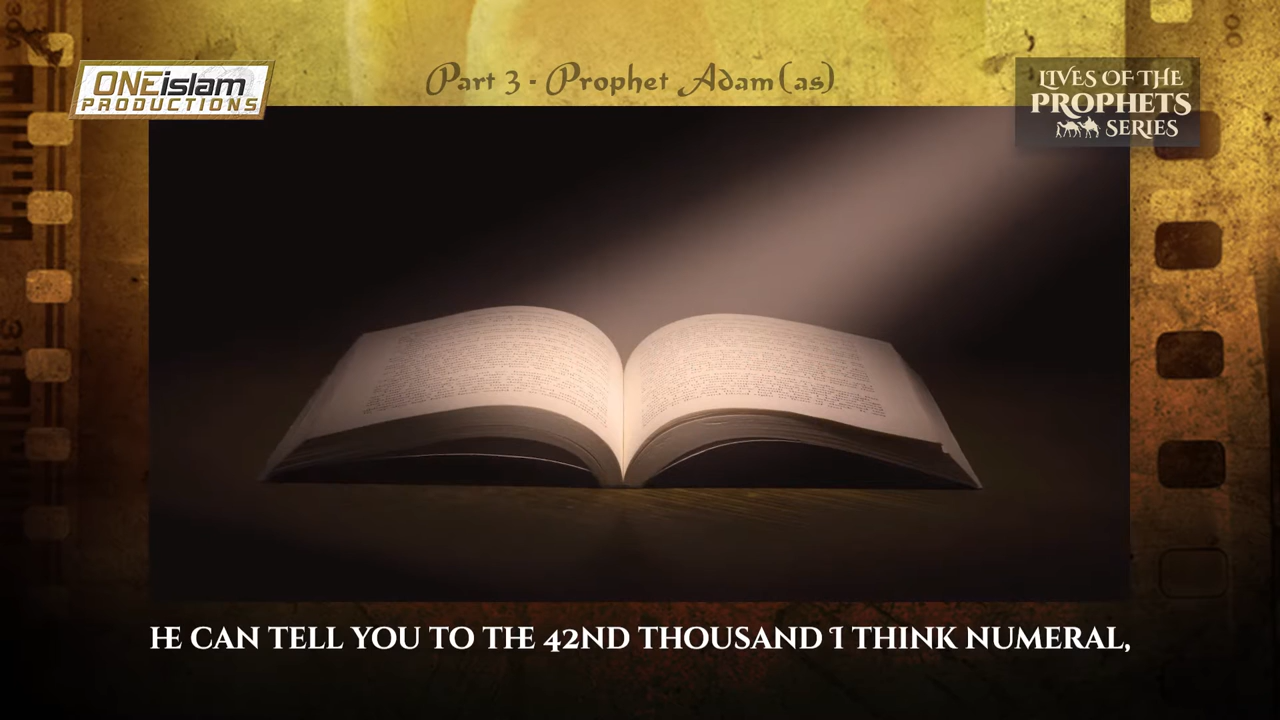 ONEislam
PRODUCTIONS
Part 3 - Prophet Adam (as)
LIVES OF THE
PROPHETS
SERIES
HE CAN TELL YOU TO THE 42ND THOUSAND I THINK NUMERAL,